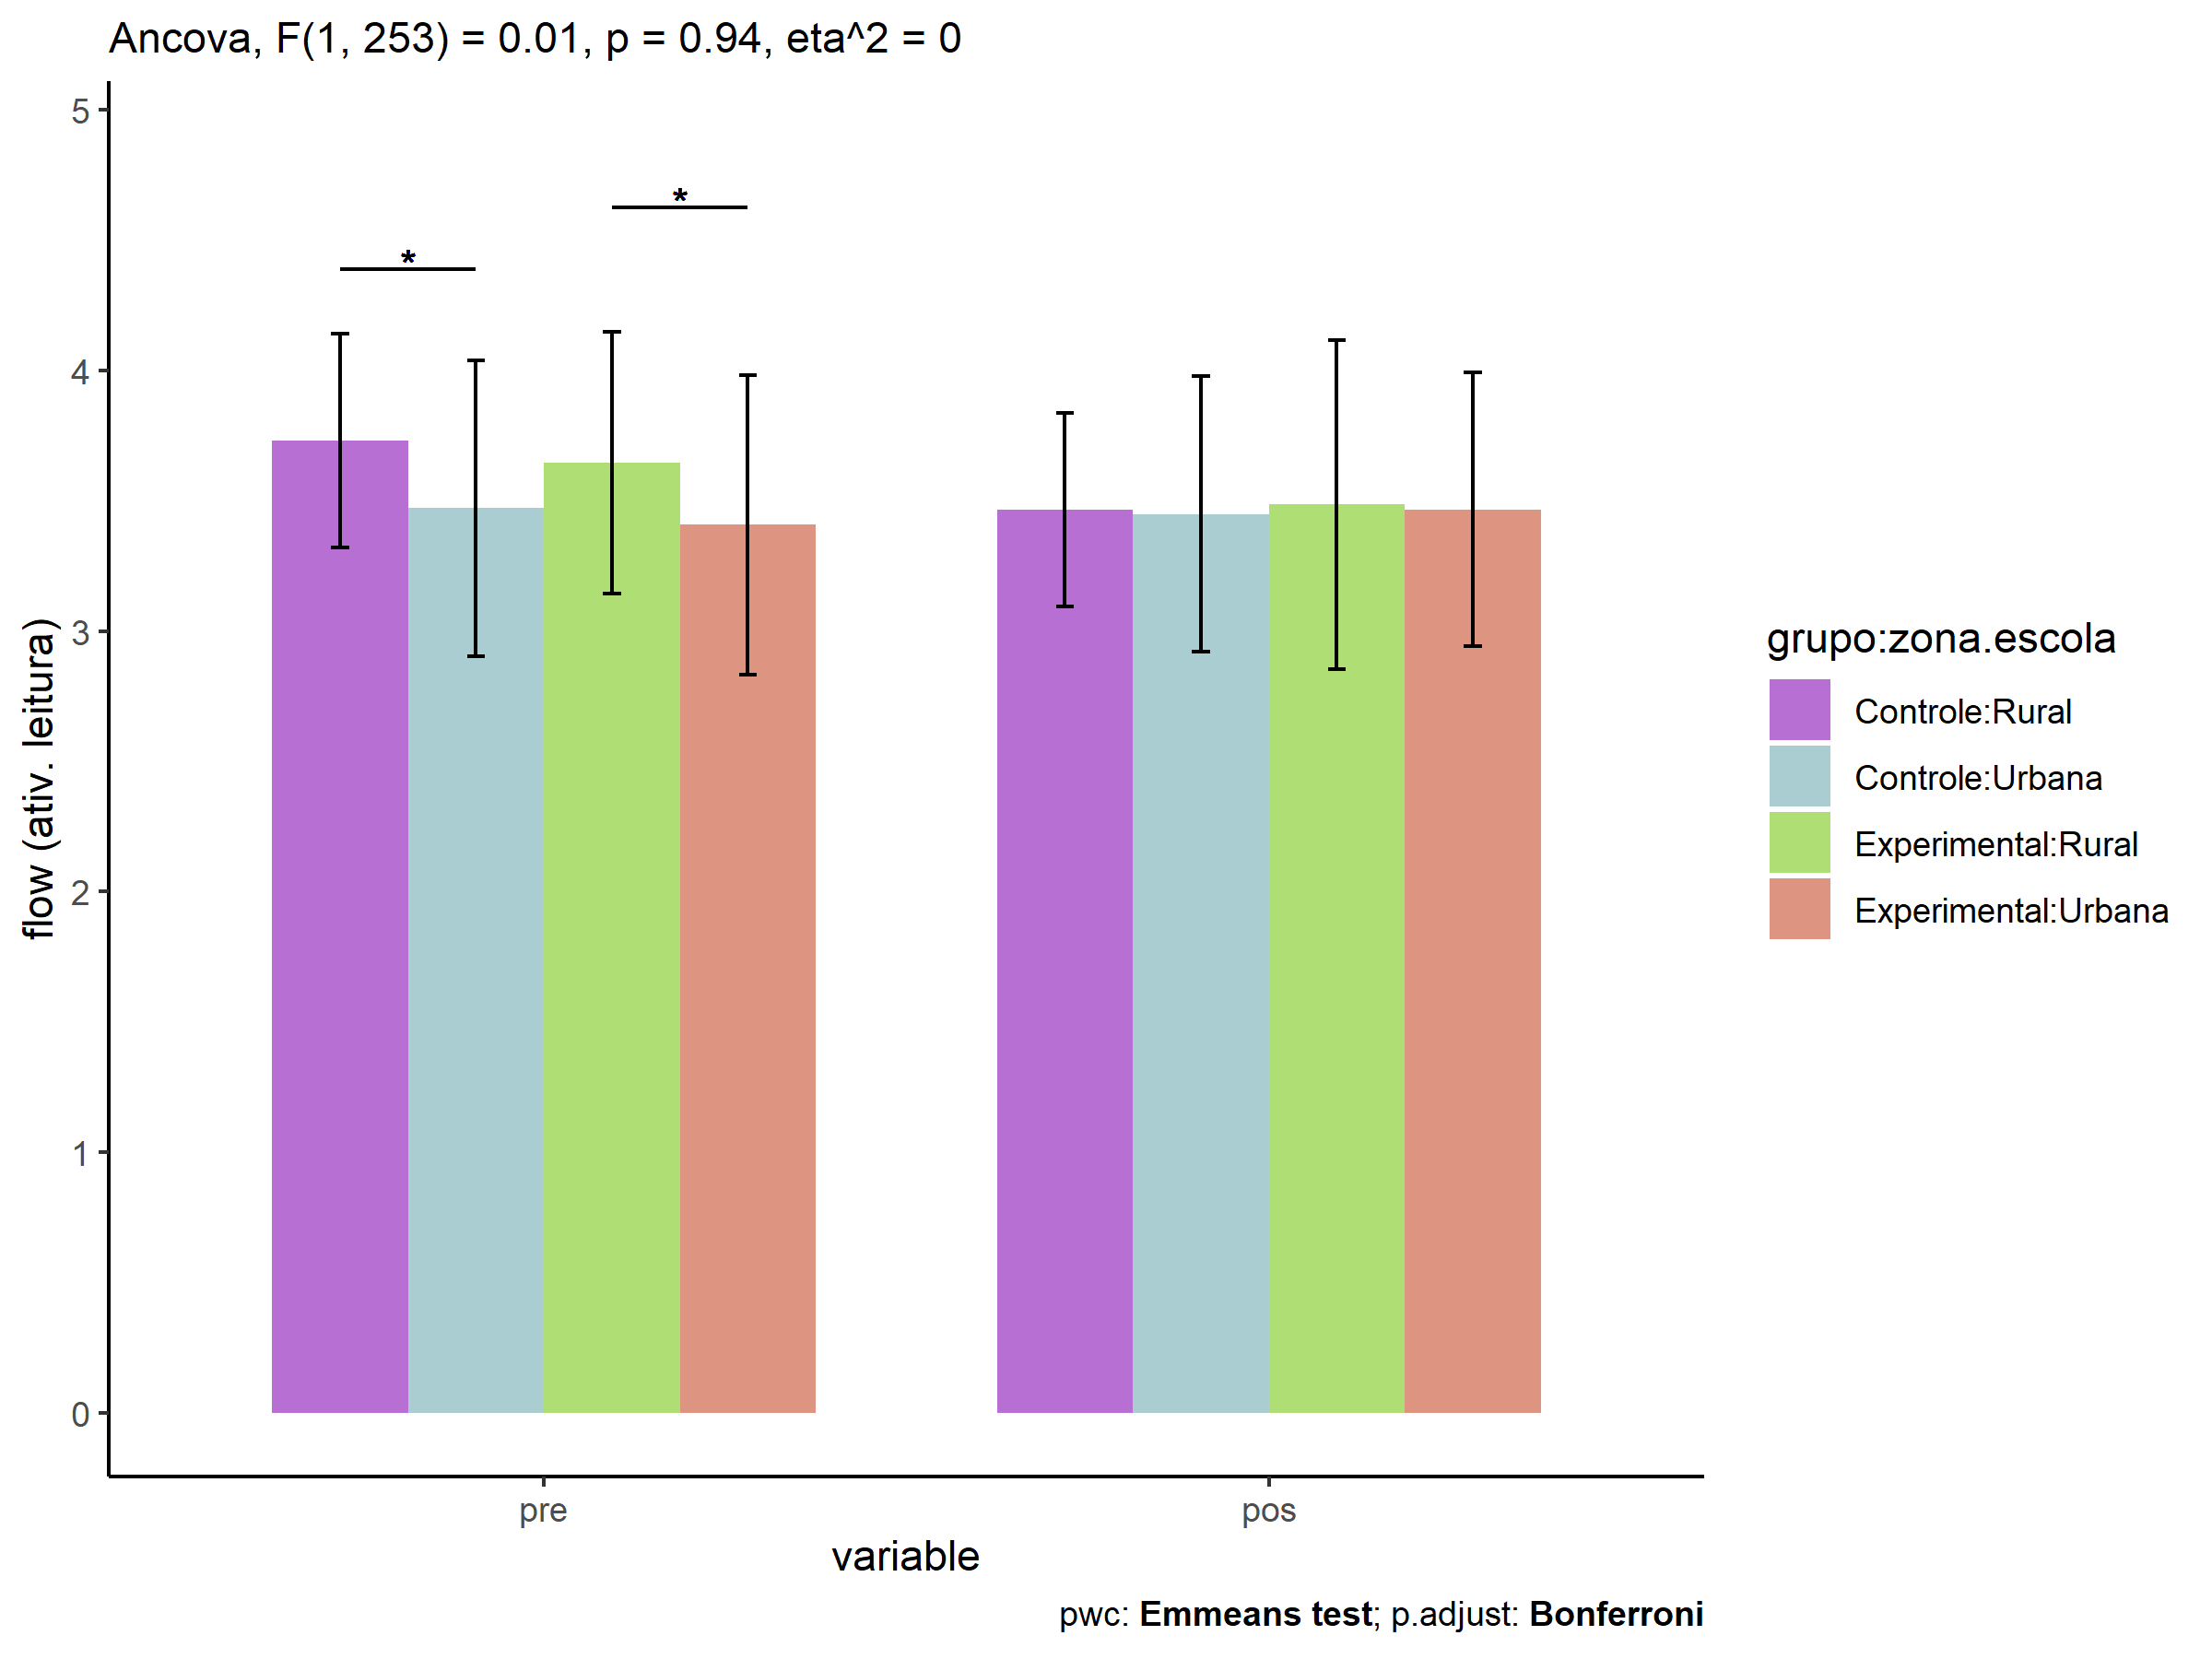 Ancova, F(1, 253) = 0.01, p = 0.94, eta^2 = 0
5
4
3
2
1
0
flow (ativ. leitura)
*
*
pre
pos
variable
grupo:zona.escola
Controle:Rural
Controle:Urbana
Experimental:Rural
Experimental:Urbana
pwc: Emmeans test; p.adjust: Bonferroni